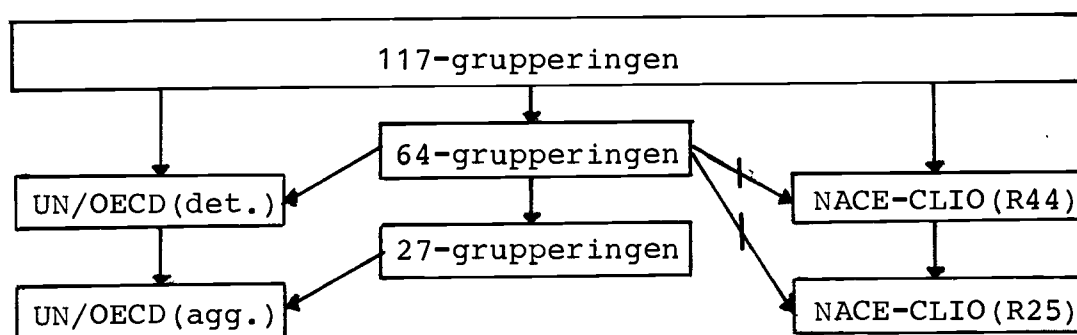 117-grupperingen
64-grupperingen
UN/OECD(det.)
NACE-CLIO(R44)
27-grupperingen
UN/OECD(agg.)
NACE-CLIO(R25)